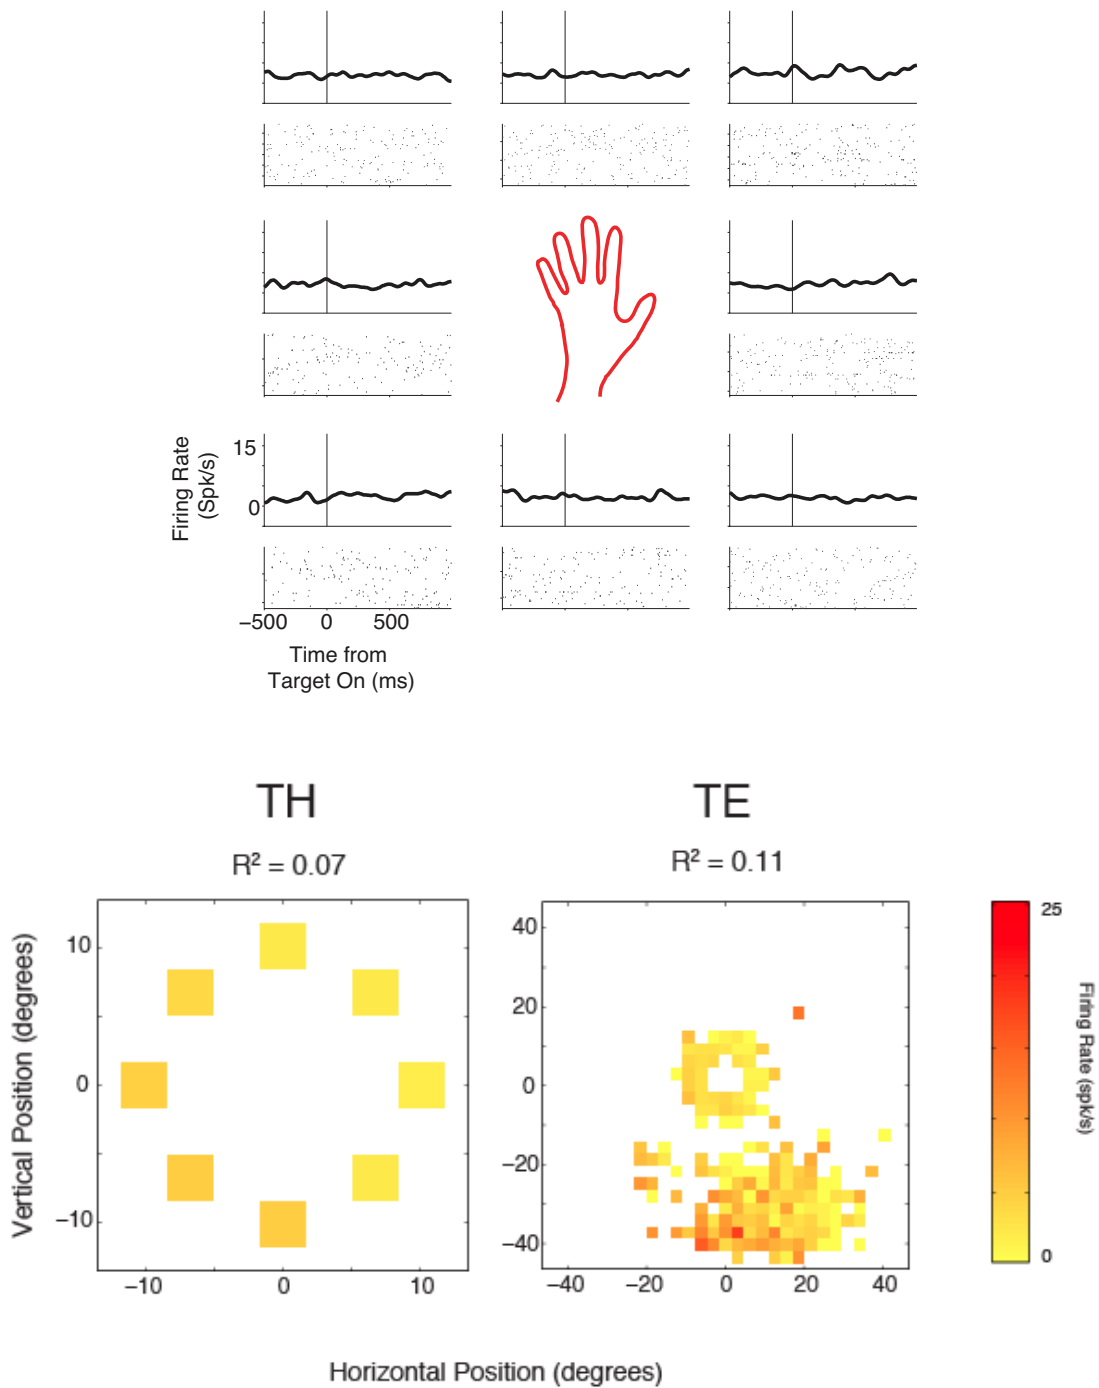 Firing Rate
(Spk/s)
15
0
−500 0 500
Time from
Target On (ms)
TH
TE
R² = 0.07
R² = 0.11
Vertical Position (degrees)
10
0
−10
−10 0 10
40
20
0
−20
−40
−40 −20 0 20 40
25
0
Firing Rate (spk/s)
Horizontal Position (degrees)